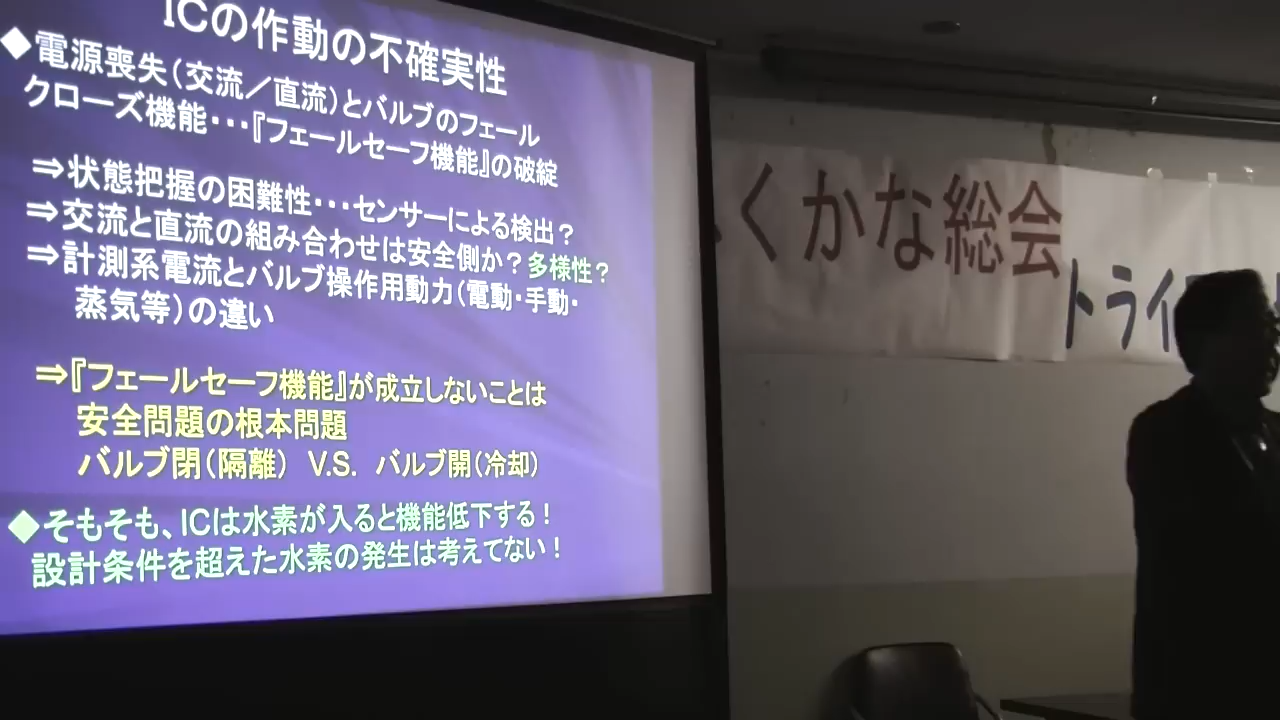 ICの作動の不確実性
◆電源喪失(交流／直流)とバルブのフェール
クローズ機能･･･『フェールセーフ機能』の破綻
⇒状態把握の困難性･･･センサーによる検出？
⇒交流と直流の組み合わせは安全側か？多様性？
⇒計測系電流とバルブ操作用動力(電動･手動･
蒸気等)の違い
⇒『フェールセーフ機能』が成立しないことは
安全問題の根本問題
バルブ閉(隔離) V.S. バルブ開(冷却)
◆そもそも、ICは水素が入ると機能低下する！
設計条件を超えた水素の発生は考えてない！
くかな総会
トライ